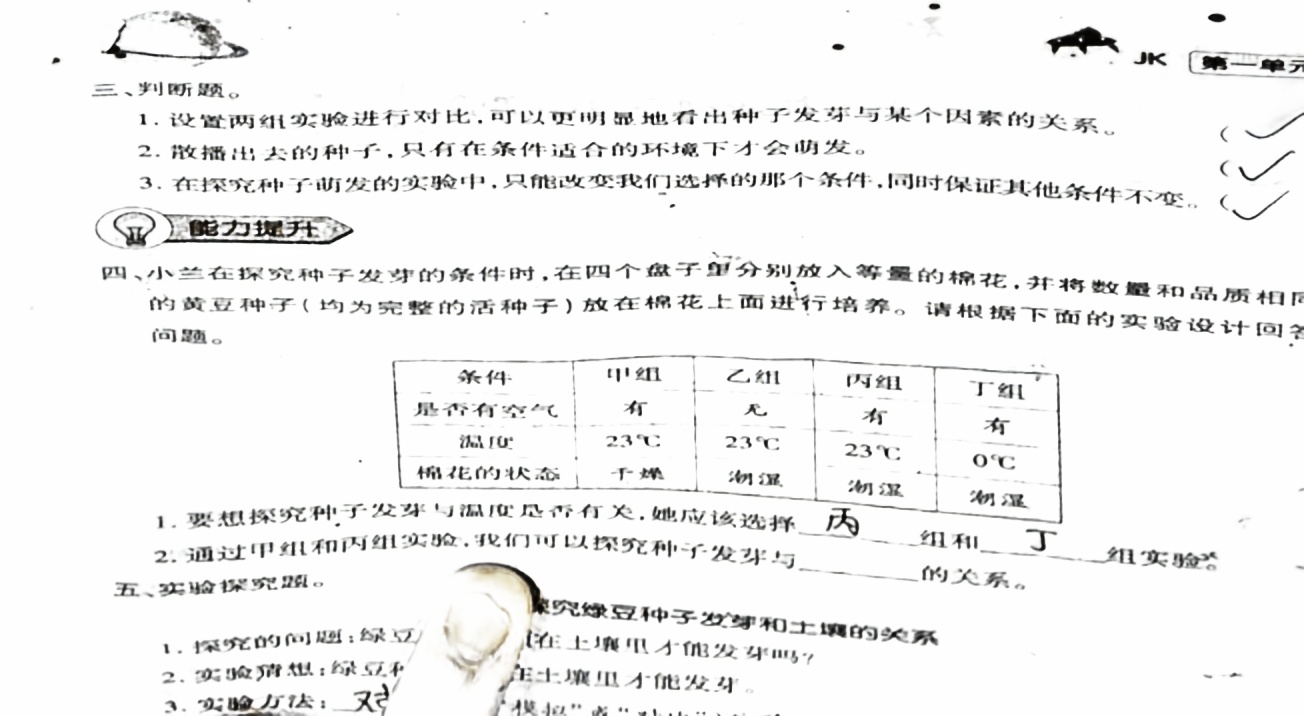 JK 第一单元
三、判断题。
1. 设置两组实验进行对比,可以更明显地看出种子发芽与某个因素的关系。 ( ✓
2. 散播出去的种子,只有在条件适合的环境下才会萌发。 ( ✓
3. 在探究种子萌发的实验中,只能改变我们选择的那个条件,同时保证其他条件不变。 ( ✓
能力提升
四、小兰在探究种子发芽的条件时,在四个盘子里分别放入等量的棉花,并将数量和品质相同
的黄豆种子(均为完整的活种子)放在棉花上面进行培养。请根据下面的实验设计回答
问题。
条件 甲组 乙组 丙组 丁组
是否有空气 有 无 有 有
温度 23℃ 23℃ 23℃ 0℃
棉花的状态 干燥 潮湿 潮湿 潮湿
1. 要想探究种子发芽与温度是否有关,她应该选择 丙 组和 丁 组实验。
2. 通过甲组和丙组实验,我们可以探究种子发芽与________的关系。
五、实验探究题。
探究绿豆种子发芽和土壤的关系
1. 探究的问题:绿豆 在土壤里才能发芽吗?
2. 实验猜想:绿豆种 在土壤里才能发芽。
3. 实验方法: 对 "模拟"或"对比"